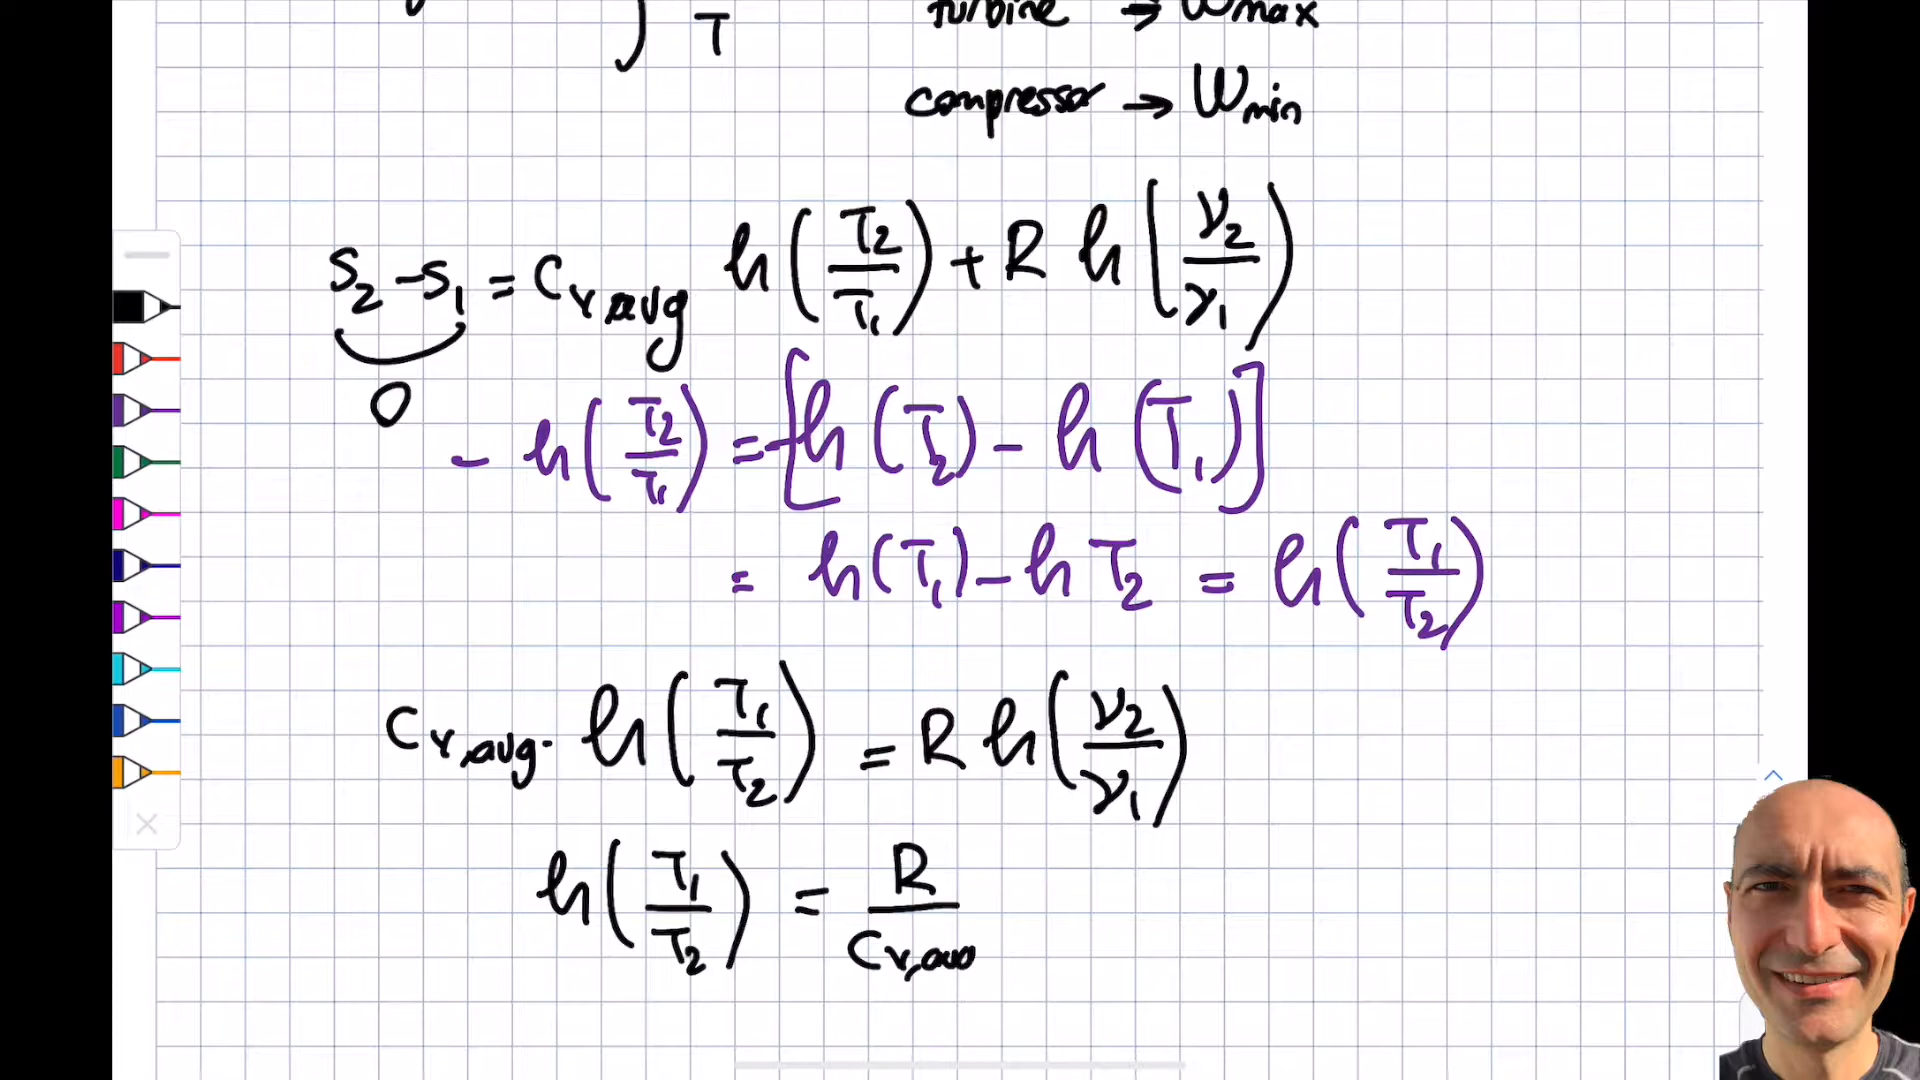 turbine → Wmax
T
compressor → Wmin
S₂ - S₁ = Cv,avg ln(T₂/T₁) + R ln(v₂/v₁)
0
- ln(T₂/T₁) = -[ln(T₂) - ln(T₁)]
= ln(T₁) - ln T₂ = ln(T₁/T₂)
Cv,avg. ln(T₁/T₂) = R ln(v₂/v₁)
ln(T₁/T₂) = R/Cv,avg